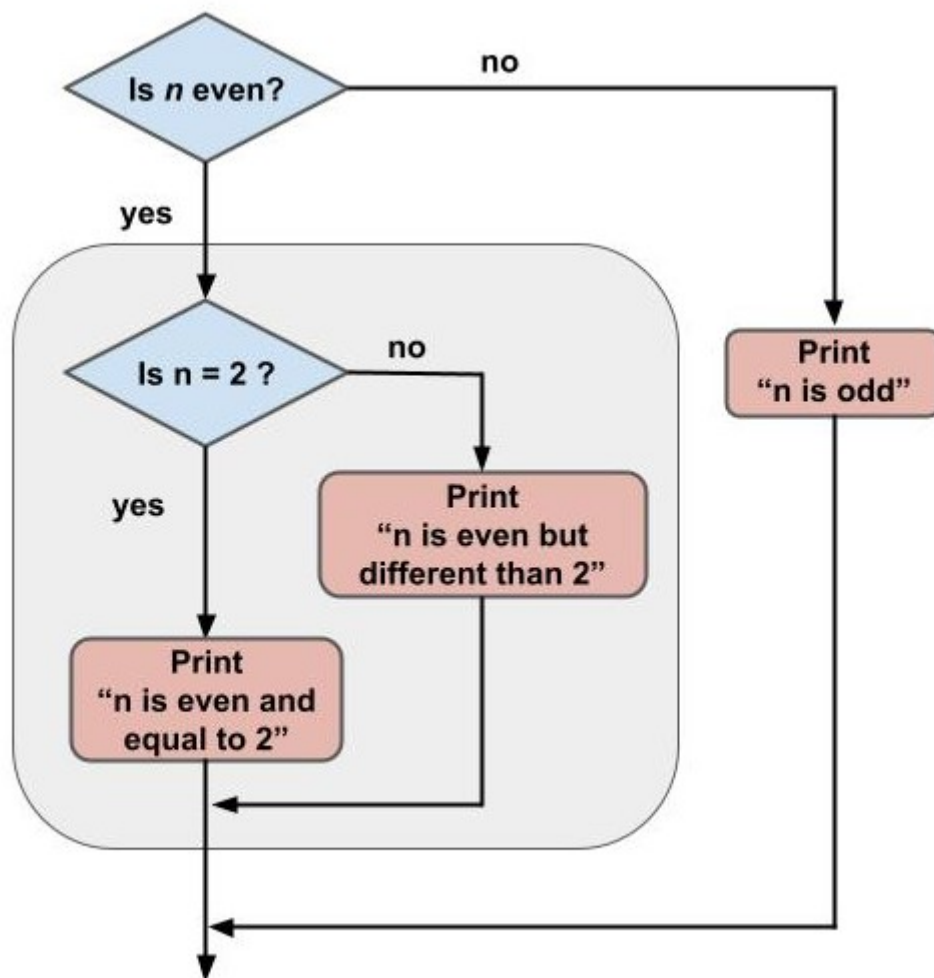 Is n even?
no
yes
Is n = 2 ?
no
Print
“n is odd”
yes
Print
“n is even but
different than 2”
Print
“n is even and
equal to 2”